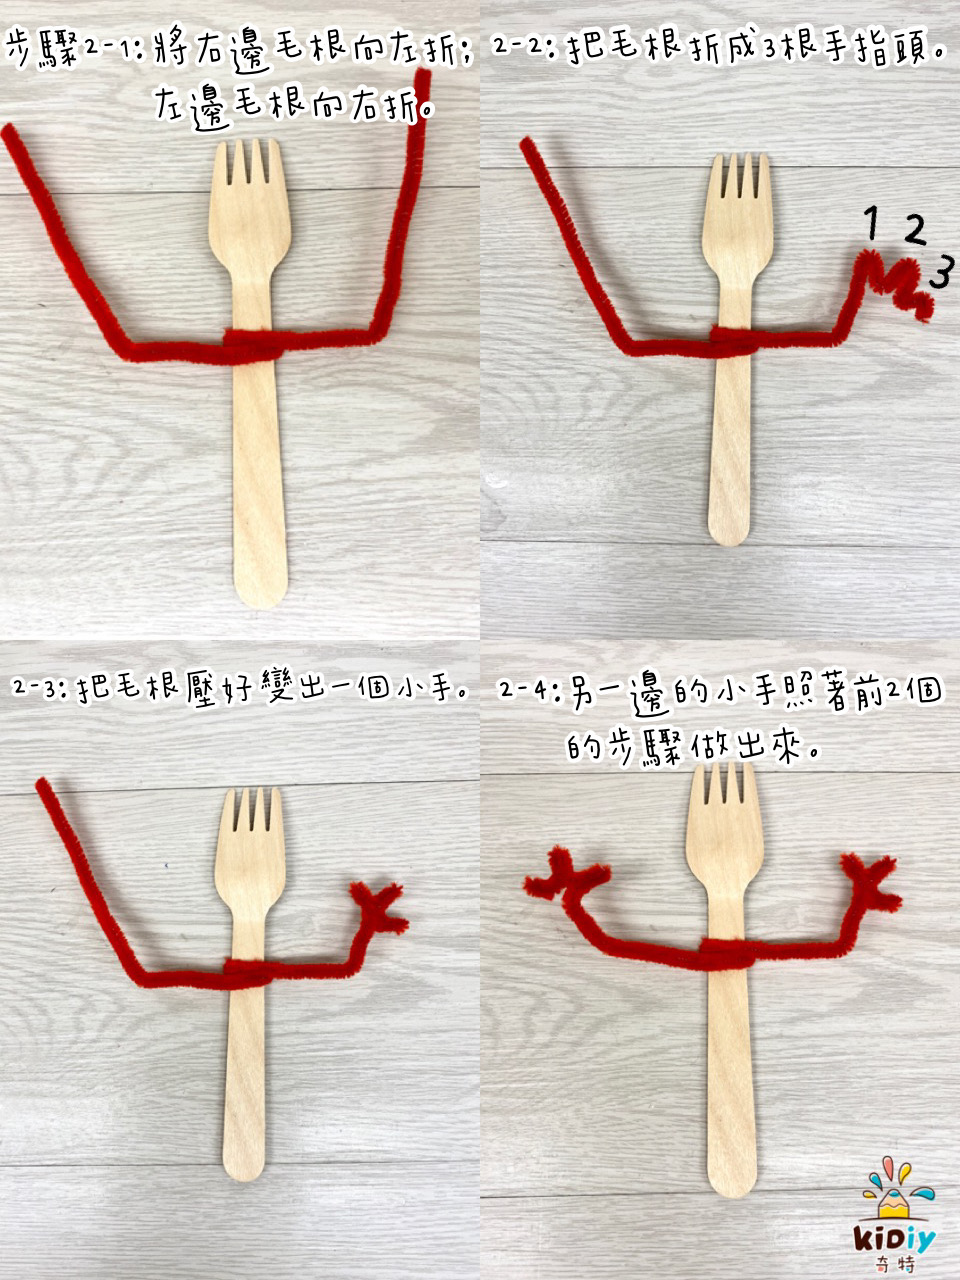 步驟2-1:將右邊毛根向左折;
左邊毛根向右折。
2-2:把毛根折成3根手指頭。
1
2
3
2-3:把毛根壓好變出一個小手。
2-4:另一邊的小手照著前2個
的步驟做出來。
kiDiy
奇特